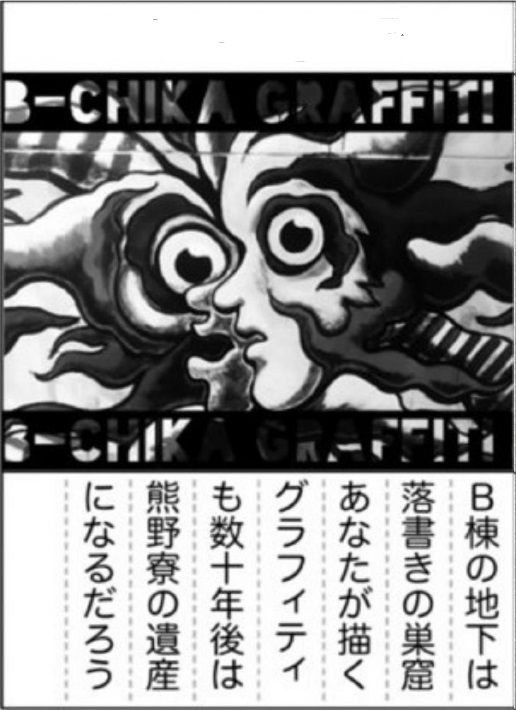 B-CHIKA GRAFFITI
B-CHIKA GRAFFITI
B棟の地下は
落書きの巣窟
あなたが描く
グラフィティ
も数十年後は
熊野寮の遺産
になるだろう